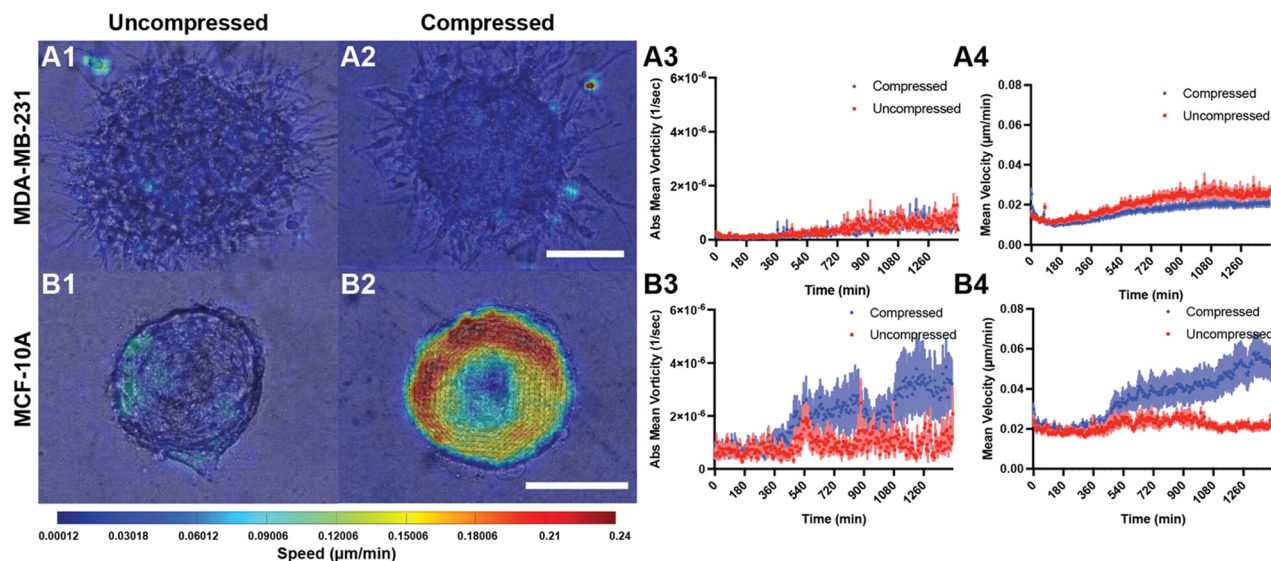 Uncompressed
Compressed
MDA-MB-231
A1
A2
MCF-10A
B1
B2
0.00012 0.03018 0.06012 0.09006 0.12006 0.15006 0.18006 0.21 0.24
Speed (µm/min)
A3
Abs Mean Vorticity (1/sec)
6×10⁻⁶
4×10⁻⁶
2×10⁻⁶
0
Compressed
Uncompressed
0 180 360 540 720 900 1080 1260
Time (min)
A4
Mean Velocity (µm/min)
0.08
0.06
0.04
0.02
0.00
Compressed
Uncompressed
0 180 360 540 720 900 1080 1260
Time (min)
B3
Abs Mean Vorticity (1/sec)
6×10⁻⁶
4×10⁻⁶
2×10⁻⁶
0
Compressed
Uncompressed
0 180 360 540 720 900 1080 1260
Time (min)
B4
Mean Velocity (µm/min)
0.08
0.06
0.04
0.02
0.00
Compressed
Uncompressed
0 180 360 540 720 900 1080 1260
Time (min)